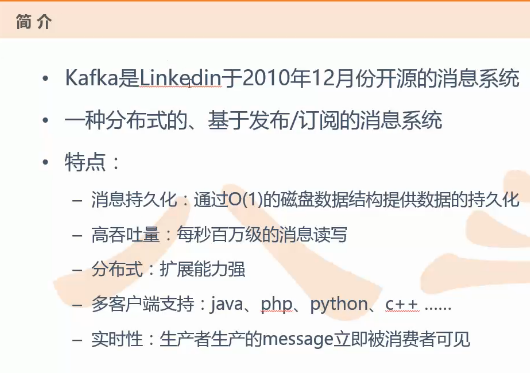 简 介
• Kafka是Linkedin于2010年12月份开源的消息系统
• 一种分布式的、基于发布/订阅的消息系统
• 特点：
– 消息持久化：通过O(1)的磁盘数据结构提供数据的持久化
– 高吞吐量：每秒百万级的消息读写
– 分布式：扩展能力强
– 多客户端支持：java、php、python、c++ ……
– 实时性：生产者生产的message立即被消费者可见